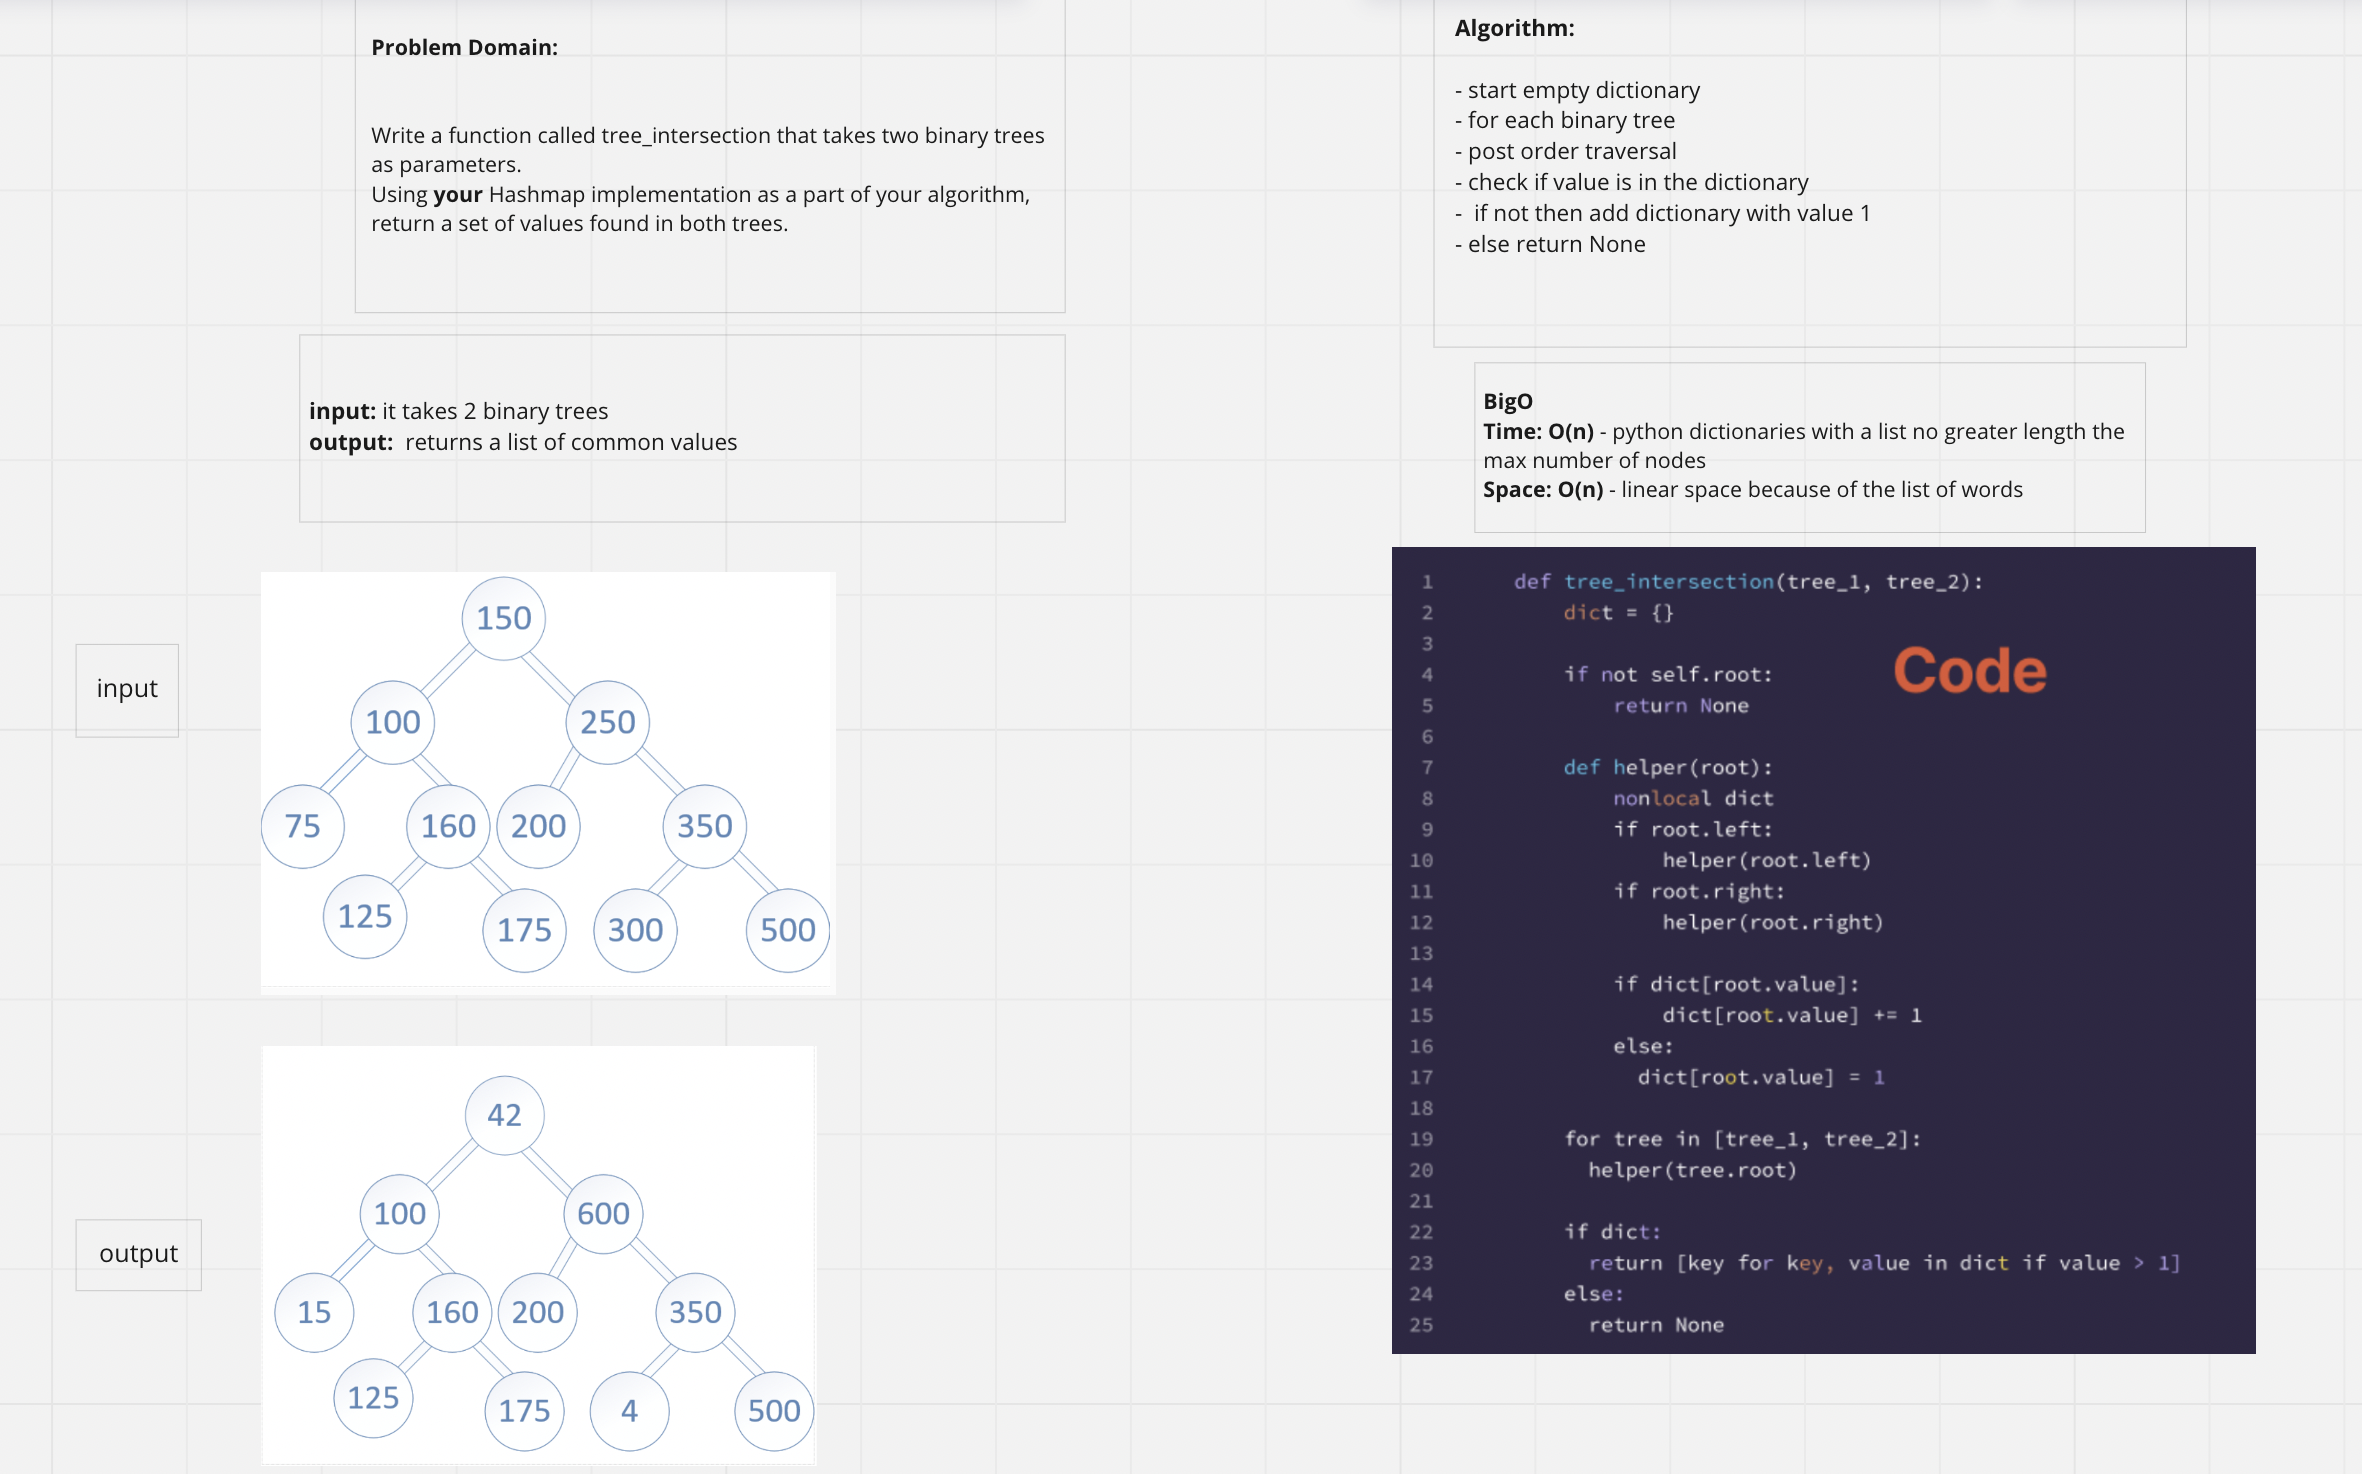 Problem Domain:
Write a function called tree_intersection that takes two binary trees
as parameters.
Using your Hashmap implementation as a part of your algorithm,
return a set of values found in both trees.
input: it takes 2 binary trees
output:  returns a list of common values
input
150
100
250
75
160
200
350
125
175
300
500
output
42
100
600
15
160
200
350
125
175
4
500
Algorithm:
- start empty dictionary
- for each binary tree
- post order traversal
- check if value is in the dictionary
-  if not then add dictionary with value 1
- else return None
BigO
Time: O(n) - python dictionaries with a list no greater length the
max number of nodes
Space: O(n) - linear space because of the list of words
Code
1 def tree_intersection(tree_1, tree_2):
2     dict = {}
3
4     if not self.root:
5         return None
6
7     def helper(root):
8         nonlocal dict
9         if root.left:
10             helper(root.left)
11         if root.right:
12             helper(root.right)
13
14         if dict[root.value]:
15             dict[root.value] += 1
16         else:
17           dict[root.value] = 1
18
19     for tree in [tree_1, tree_2]:
20       helper(tree.root)
21
22     if dict:
23       return [key for key, value in dict if value > 1]
24     else:
25       return None